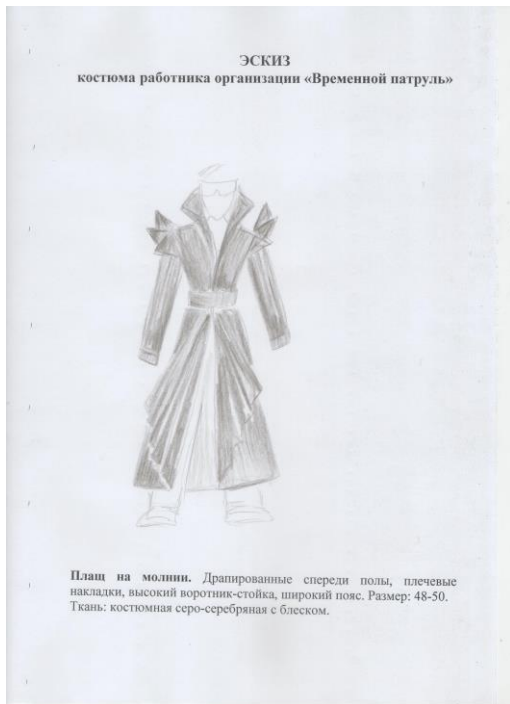 ЭСКИЗ
костюма работника организации «Временной патруль»
Плащ на молнии. Драпированные спереди полы, плечевые
накладки, высокий воротник-стойка, широкий пояс. Размер: 48-50.
Ткань: костюмная серо-серебряная с блеском.